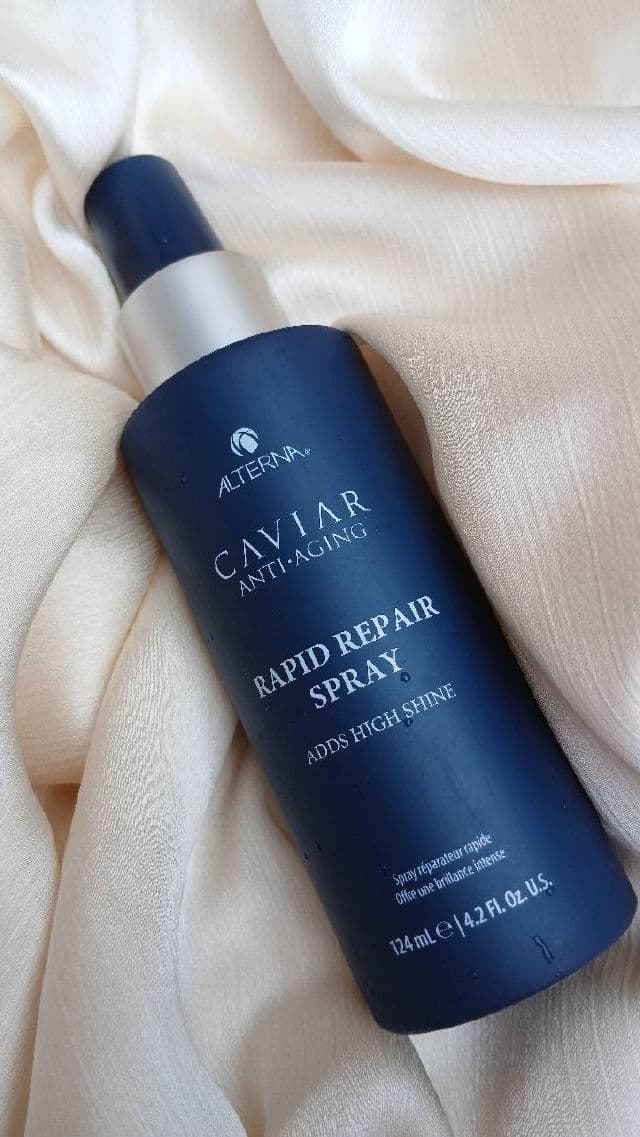 ALTERNA®
CAVIAR
ANTI·AGING
RAPID REPAIR
SPRAY
ADDS HIGH SHINE
Spray réparateur rapide
Offre une brillance intense
124 mL ℮ | 4.2 Fl. Oz. U.S.